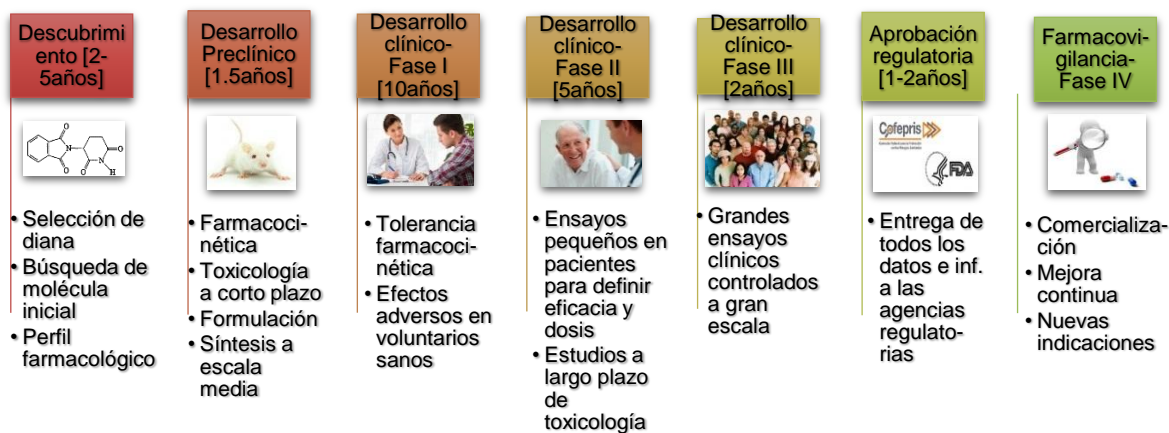 Descubrimi
ento [2-
5años]
Desarrollo
Preclínico
[1.5años]
Desarrollo
clínico-
Fase I
[10años]
Desarrollo
clínico-
Fase II
[5años]
Desarrollo
clínico-
Fase III
[2años]
Aprobación
regulatoria
[1-2años]
Farmacovi
gilancia-
Fase IV
O
O
N
O
N
O
H
Cofepris
FDA
• Selección de
diana
• Búsqueda de
molécula
inicial
• Perfil
farmacológico
• Farmacoci-
nética
• Toxicología
a corto plazo
• Formulación
• Síntesis a
escala
media
• Tolerancia
farmacoci-
nética
• Efectos
adversos en
voluntarios
sanos
• Ensayos
pequeños en
pacientes
para definir
eficacia y
dosis
• Estudios a
largo plazo
de
toxicología
• Grandes
ensayos
clínicos
controlados
a gran
escala
• Entrega de
todos los
datos e inf.
a las
agencias
regulato-
rias
• Comercializa-
ción
• Mejora
continua
• Nuevas
indicaciones